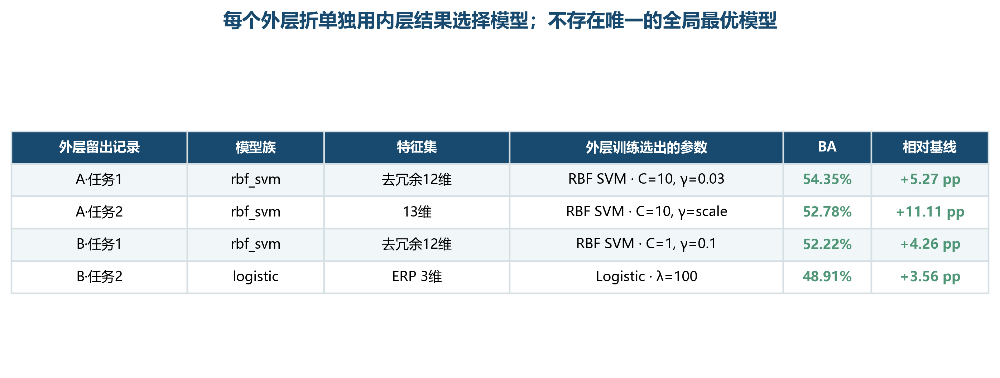 每个外层折单独用内层结果选择模型；不存在唯一的全局最优模型
外层留出记录 模型族 特征集 外层训练选出的参数 BA 相对基线
A·任务1 rbf_svm 去冗余12维 RBF SVM · C=10, γ=0.03 54.35% +5.27 pp
A·任务2 rbf_svm 13维 RBF SVM · C=10, γ=scale 52.78% +11.11 pp
B·任务1 rbf_svm 去冗余12维 RBF SVM · C=1, γ=0.1 52.22% +4.26 pp
B·任务2 logistic ERP 3维 Logistic · λ=100 48.91% +3.56 pp